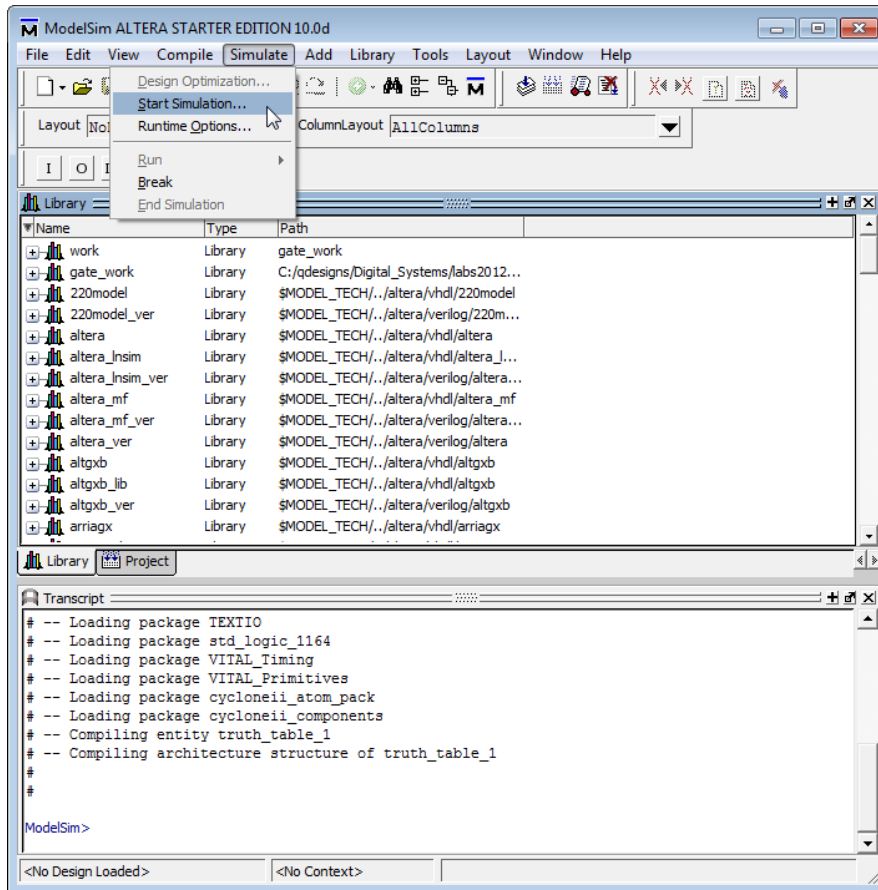 ModelSim ALTERA STARTER EDITION 10.0d
File Edit View Compile Simulate Add Library Tools Layout Window Help
Design Optimization...
Start Simulation...
Runtime Options...
Run
Break
End Simulation
Layout ColumnLayout AllColumns
I O
Library
Name Type Path
work Library gate_work
gate_work Library C:/qdesigns/Digital_Systems/labs2012...
220model Library $MODEL_TECH/../altera/vhdl/220model
220model_ver Library $MODEL_TECH/../altera/verilog/220m...
altera Library $MODEL_TECH/../altera/vhdl/altera
altera_lnsim Library $MODEL_TECH/../altera/vhdl/altera_l...
altera_lnsim_ver Library $MODEL_TECH/../altera/verilog/altera...
altera_mf Library $MODEL_TECH/../altera/vhdl/altera_mf
altera_mf_ver Library $MODEL_TECH/../altera/verilog/altera...
altera_ver Library $MODEL_TECH/../altera/verilog/altera
altgxb Library $MODEL_TECH/../altera/vhdl/altgxb
altgxb_lib Library $MODEL_TECH/../altera/vhdl/altgxb
altgxb_ver Library $MODEL_TECH/../altera/verilog/altgxb
arriagx Library $MODEL_TECH/../altera/vhdl/arriagx
Library Project
Transcript
# -- Loading package TEXTIO
# -- Loading package std_logic_1164
# -- Loading package VITAL_Timing
# -- Loading package VITAL_Primitives
# -- Loading package cycloneii_atom_pack
# -- Loading package cycloneii_components
# -- Compiling entity truth_table_1
# -- Compiling architecture structure of truth_table_1
#
#
ModelSim>
<No Design Loaded> <No Context>